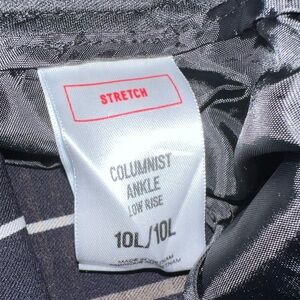 STRETCH
COLUMNIST
ANKLE
LOW RISE
10L/10L